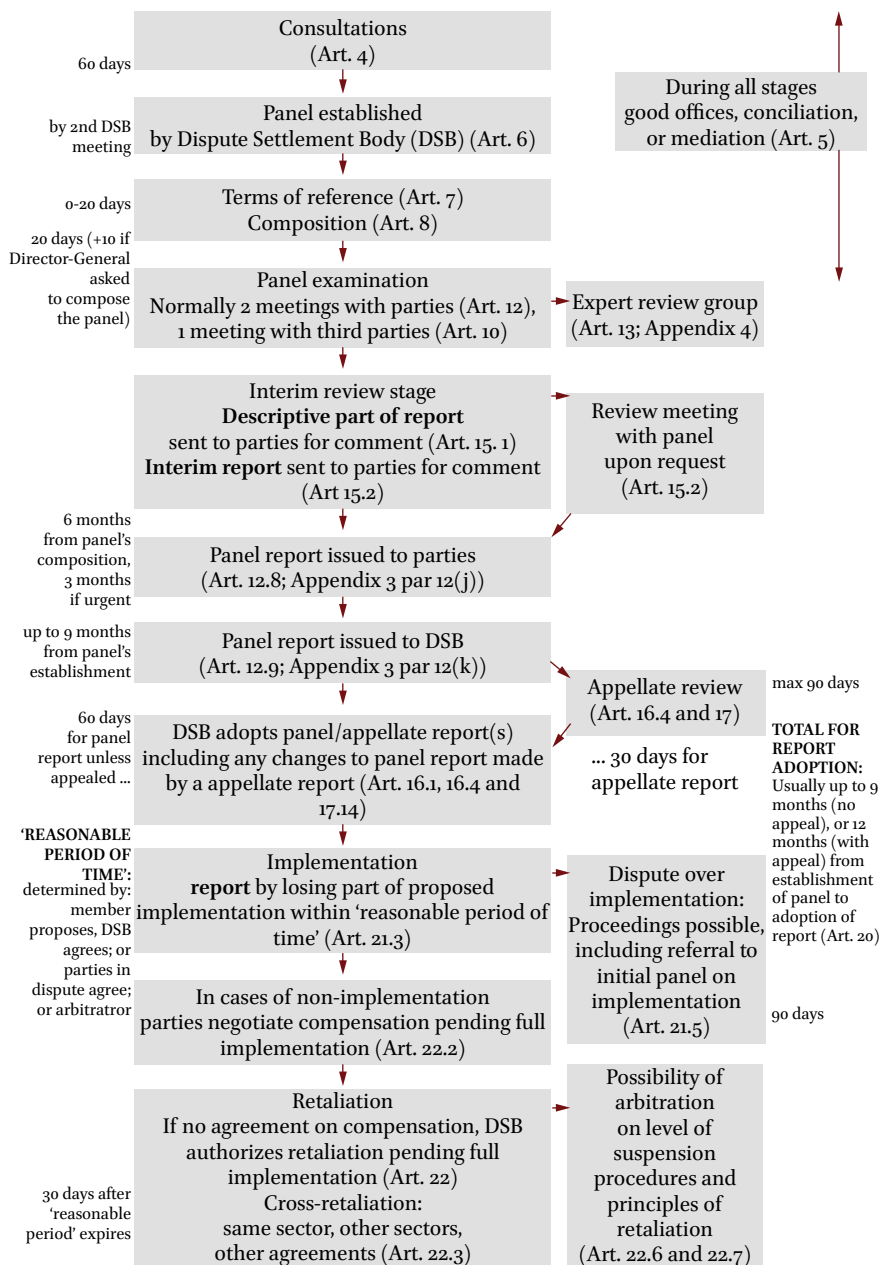 Consultations
(Art. 4)
60 days
During all stages
good offices, conciliation,
or mediation (Art. 5)
Panel established
by Dispute Settlement Body (DSB) (Art. 6)
by 2nd DSB
meeting
Terms of reference (Art. 7)
Composition (Art. 8)
0-20 days
20 days (+10 if
Director-General
asked
to compose
the panel)
Panel examination
Normally 2 meetings with parties (Art. 12),
1 meeting with third parties (Art. 10)
Expert review group
(Art. 13; Appendix 4)
Interim review stage
Descriptive part of report
sent to parties for comment (Art. 15. 1)
Interim report sent to parties for comment
(Art 15.2)
Review meeting
with panel
upon request
(Art. 15.2)
6 months
from panel's
composition,
3 months
if urgent
Panel report issued to parties
(Art. 12.8; Appendix 3 par 12(j))
up to 9 months
from panel's
establishment
Panel report issued to DSB
(Art. 12.9; Appendix 3 par 12(k))
Appellate review
(Art. 16.4 and 17)
max 90 days
60 days
for panel
report unless
appealed ...
DSB adopts panel/appellate report(s)
including any changes to panel report made
by a appellate report (Art. 16.1, 16.4 and
17.14)
... 30 days for
appellate report
TOTAL FOR
REPORT
ADOPTION:
Usually up to 9
months (no
appeal), or 12
months (with
appeal) from
establishment
of panel to
adoption of
report (Art. 20)
'REASONABLE
PERIOD OF
TIME':
determined by:
member
proposes, DSB
agrees; or
parties in
dispute agree;
or arbitratror
Implementation
report by losing part of proposed
implementation within 'reasonable period of
time' (Art. 21.3)
Dispute over
implementation:
Proceedings possible,
including referral to
initial panel on
implementation
(Art. 21.5)
90 days
In cases of non-implementation
parties negotiate compensation pending full
implementation (Art. 22.2)
Retaliation
If no agreement on compensation, DSB
authorizes retaliation pending full
implementation (Art. 22)
Cross-retaliation:
same sector, other sectors,
other agreements (Art. 22.3)
30 days after
'reasonable
period' expires
Possibility of
arbitration
on level of
suspension
procedures and
principles of
retaliation
(Art. 22.6 and 22.7)